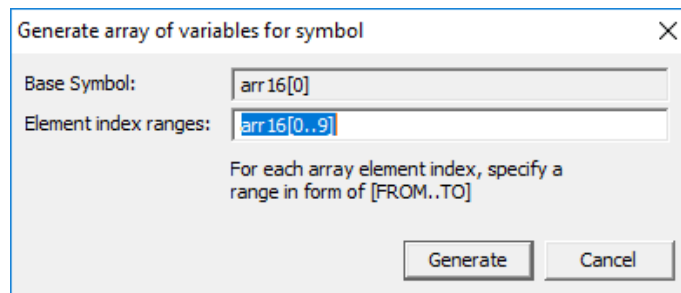 Generate array of variables for symbol
Base Symbol: arr16[0]
Element index ranges: arr16[0..9]
For each array element index, specify a
range in form of [FROM..TO]
Generate Cancel